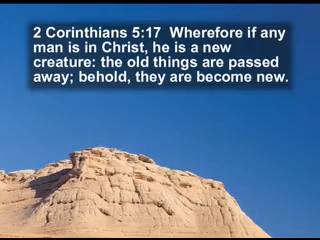 2 Corinthians 5:17  Wherefore if any
man is in Christ, he is a new
creature: the old things are passed
away; behold, they are become new.